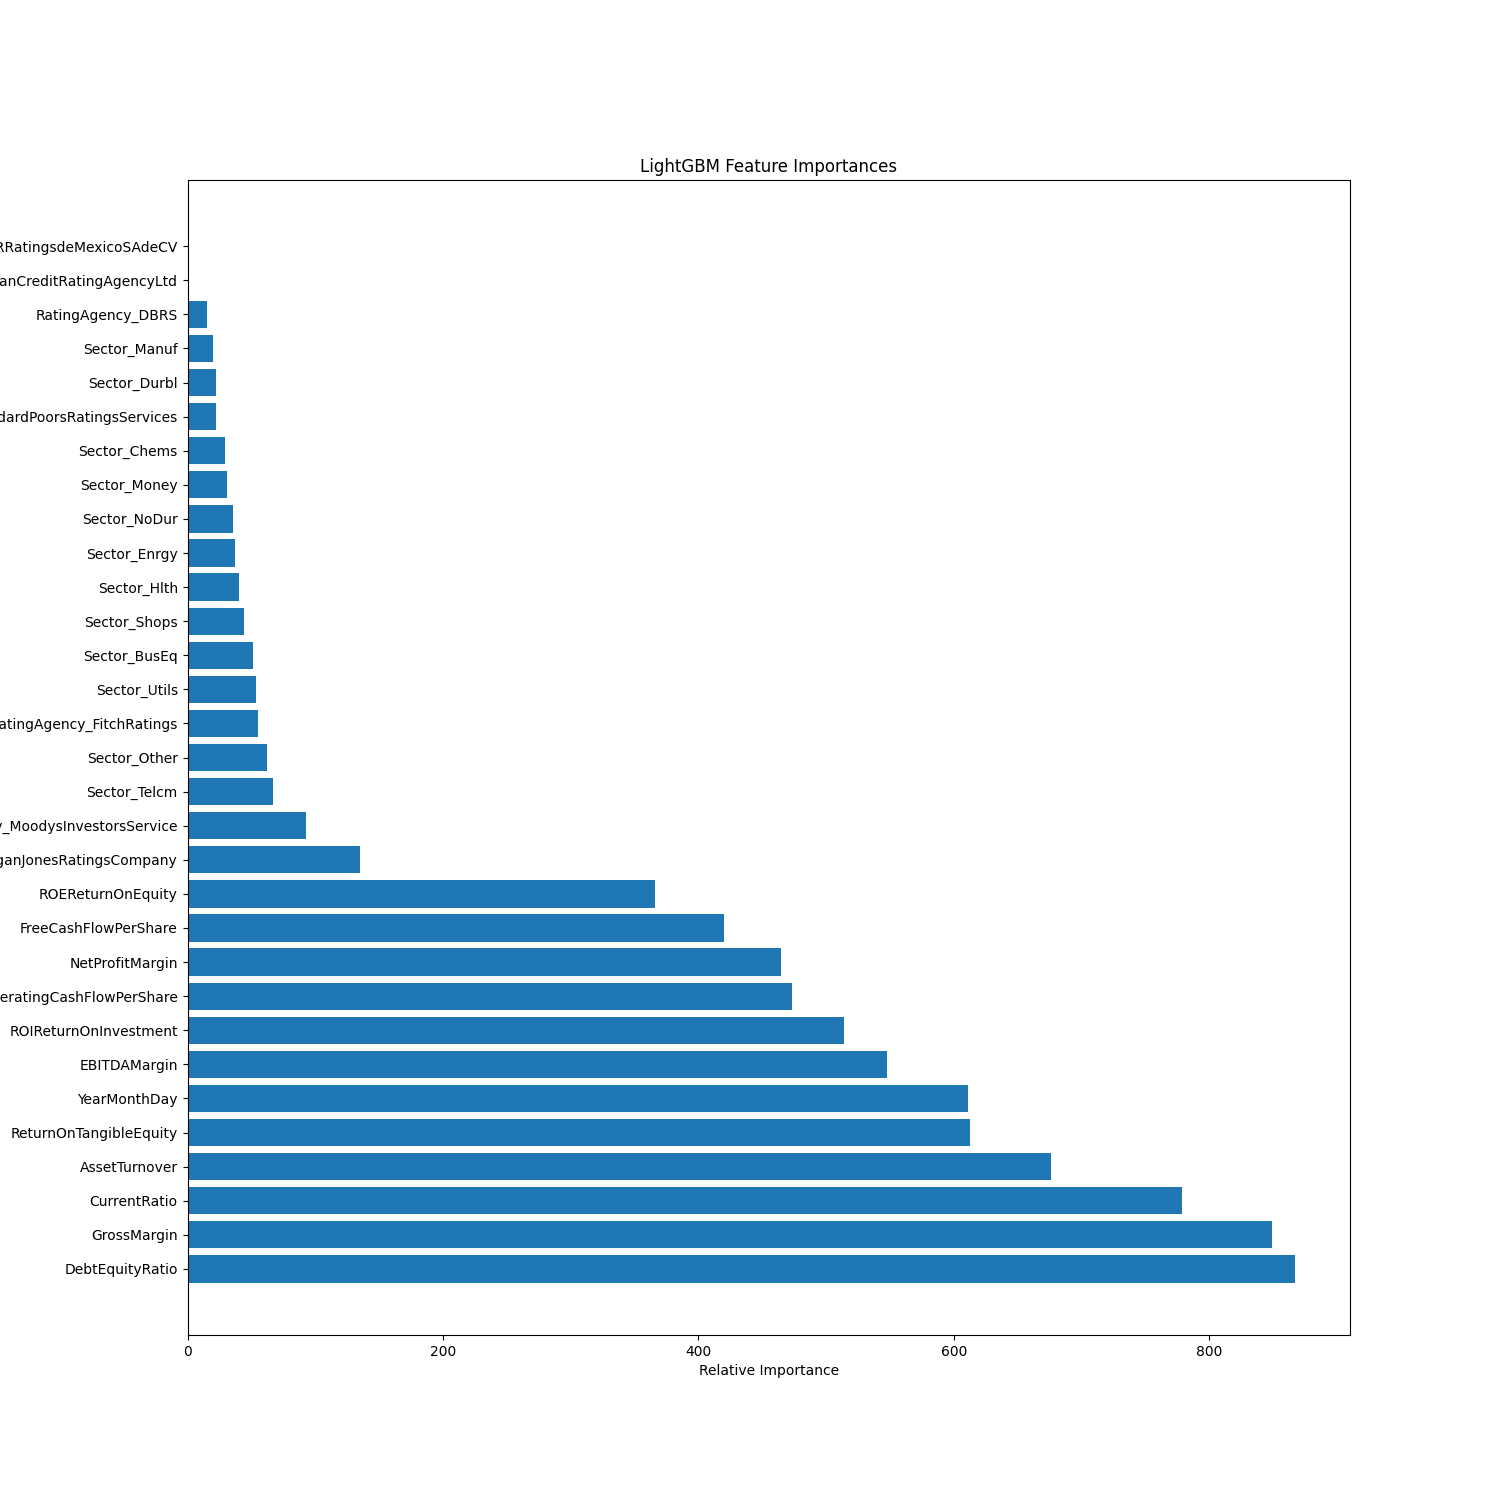 LightGBM Feature Importances
RRatingsdeMexicoSAdeCV
anCreditRatingAgencyLtd
RatingAgency_DBRS
Sector_Manuf
Sector_Durbl
dardPoorsRatingsServices
Sector_Chems
Sector_Money
Sector_NoDur
Sector_Enrgy
Sector_Hlth
Sector_Shops
Sector_BusEq
Sector_Utils
atingAgency_FitchRatings
Sector_Other
Sector_Telcm
y_MoodysInvestorsService
ganJonesRatingsCompany
ROEReturnOnEquity
FreeCashFlowPerShare
NetProfitMargin
eratingCashFlowPerShare
ROIReturnOnInvestment
EBITDAMargin
YearMonthDay
ReturnOnTangibleEquity
AssetTurnover
CurrentRatio
GrossMargin
DebtEquityRatio
0 200 400 600 800
Relative Importance